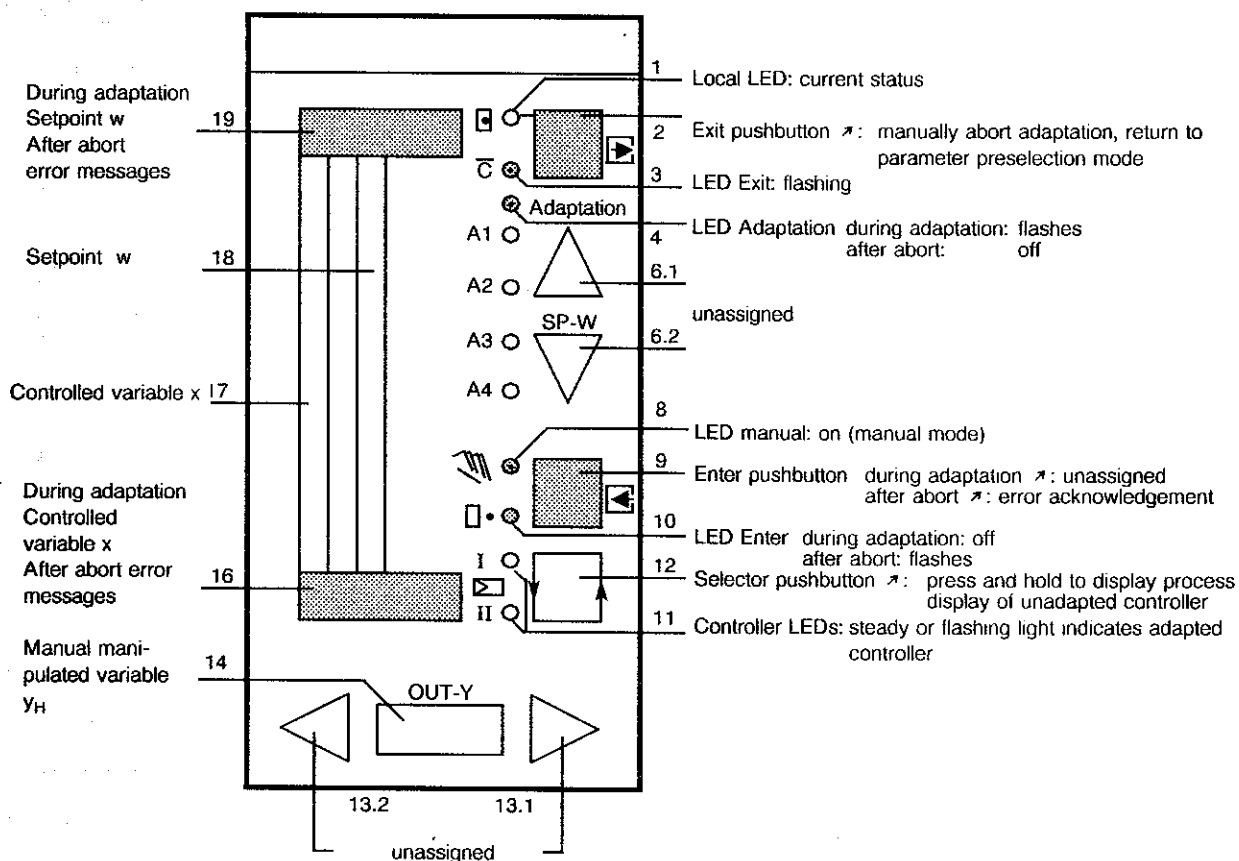 During adaptation
Setpoint w
After abort
error messages
19
Setpoint w
18
Controlled variable x 17
During adaptation
Controlled
variable x
After abort error
messages
16
Manual mani-
pulated variable
yH
14
C̅
Adaptation
A1
A2
SP-W
A3
A4
I
II
OUT-Y
13.2
13.1
unassigned
1
Local LED: current status
2
Exit pushbutton ↗: manually abort adaptation, return to
parameter preselection mode
3
LED Exit: flashing
4
LED Adaptation during adaptation: flashes
after abort: off
6.1
unassigned
6.2
8
LED manual: on (manual mode)
9
Enter pushbutton during adaptation ↗: unassigned
after abort ↗: error acknowledgement
10
LED Enter during adaptation: off
after abort: flashes
12
Selector pushbutton ↗: press and hold to display process
display of unadapted controller
11
Controller LEDs: steady or flashing light indicates adapted
controller